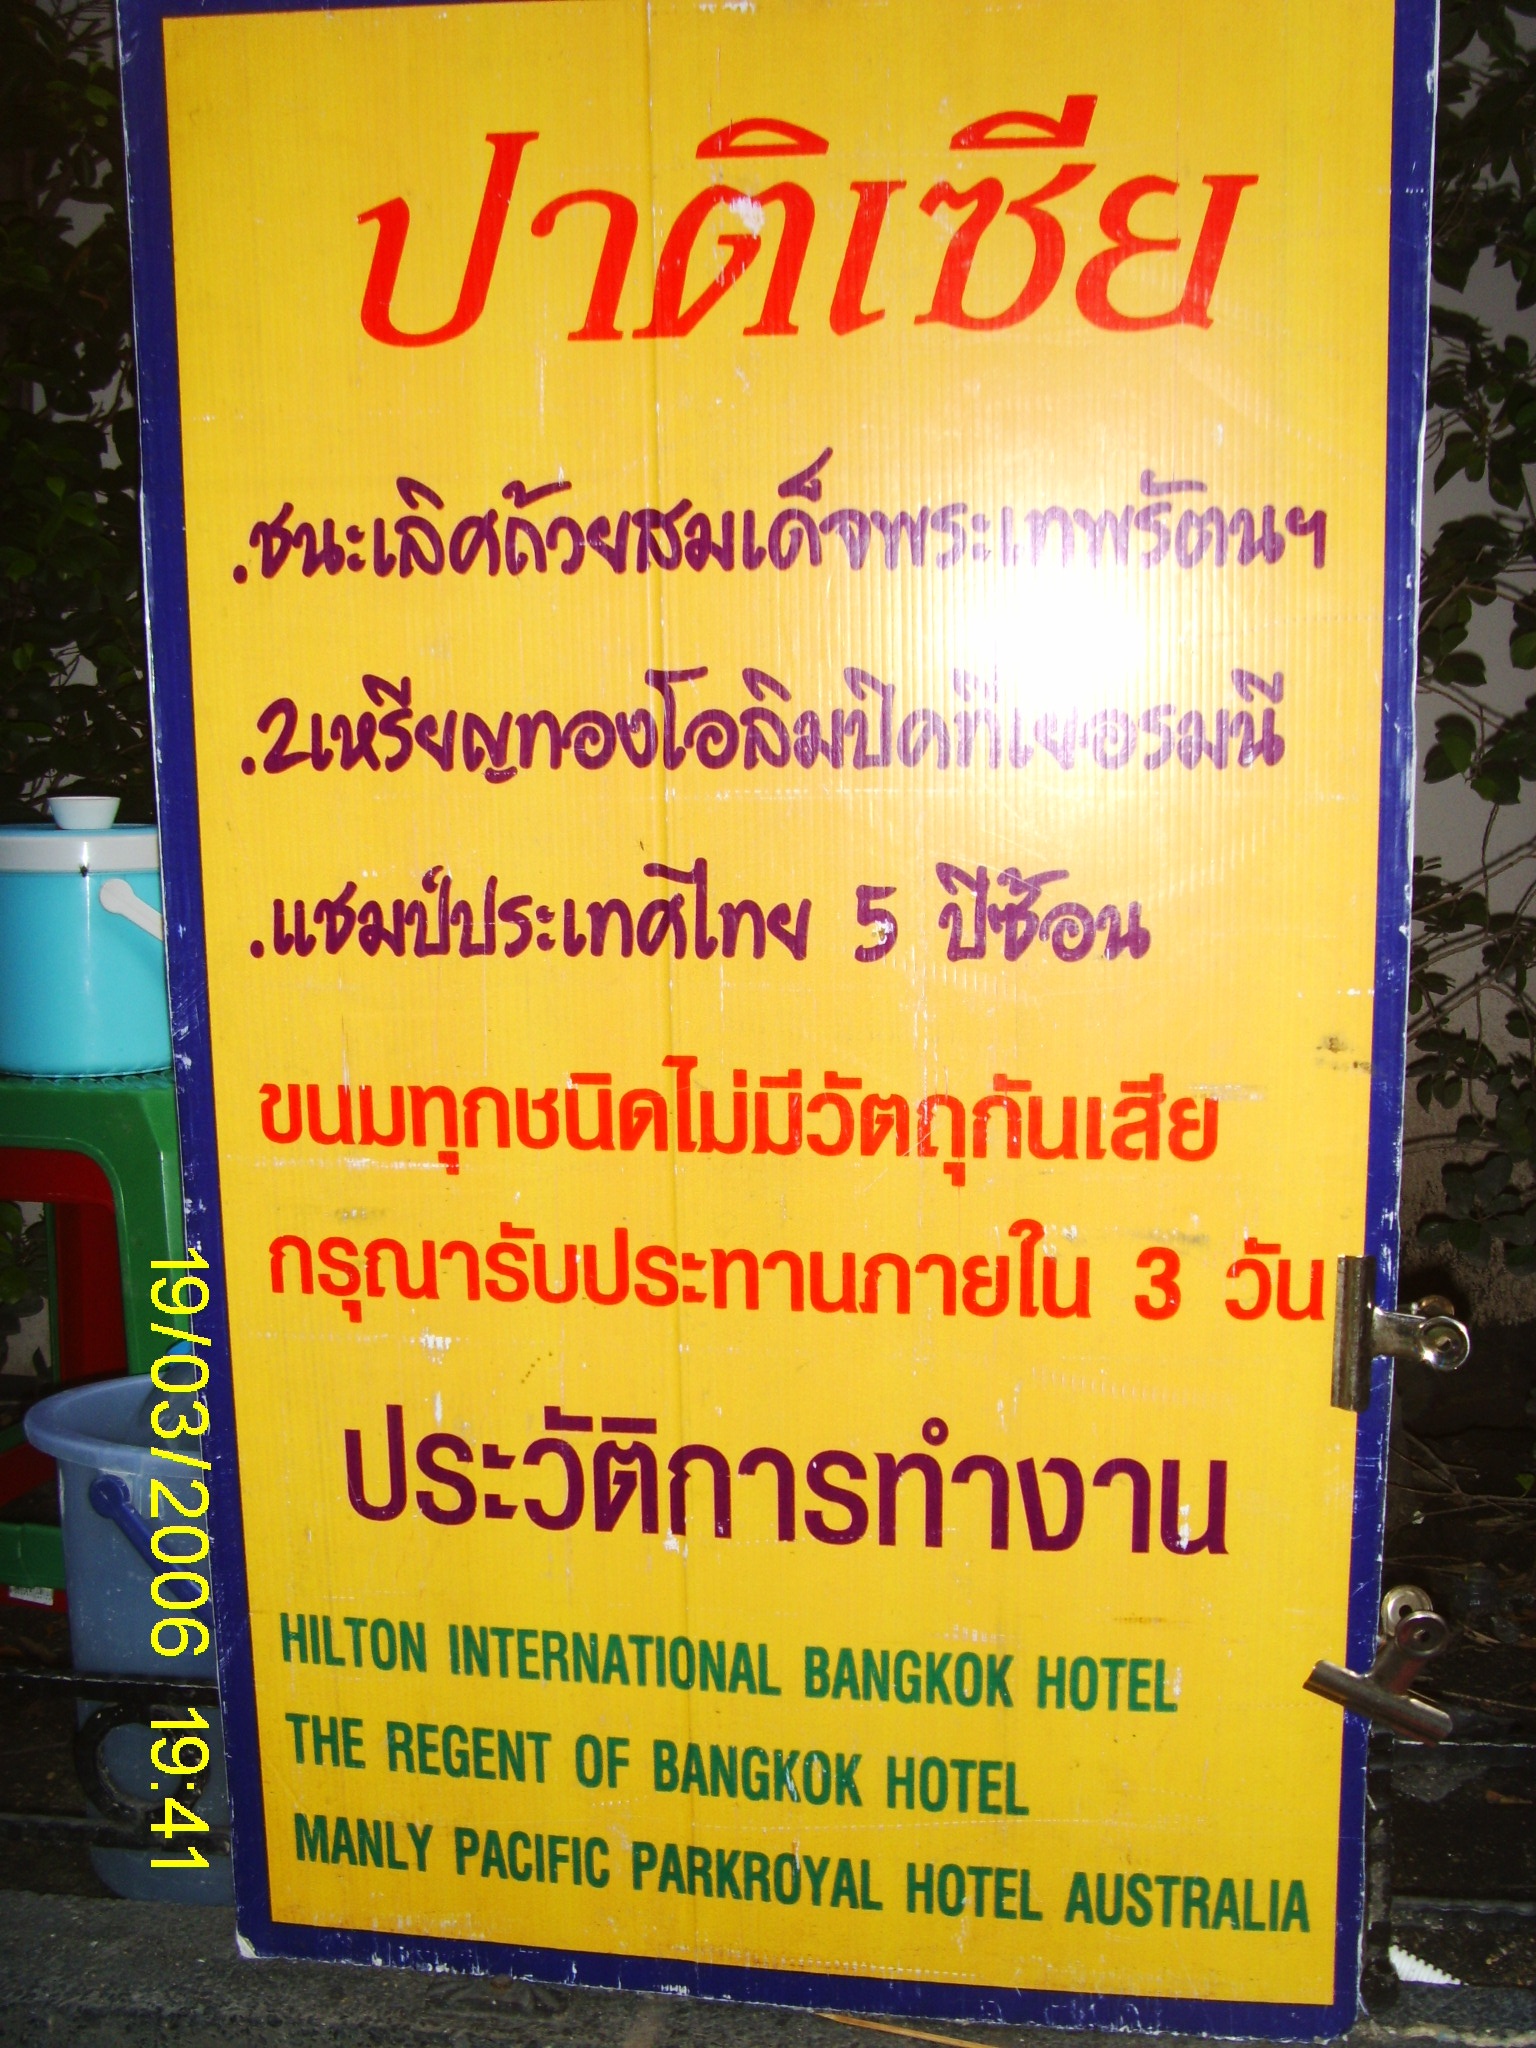 ปาติเซีย
.ชนะเลิศถ้วยสมเด็จพระเทพรัตนฯ
.2เหรียญทองโอลิมปิคที่เยอรมนี
.แชมป์ประเทศไทย 5 ปีซ้อน
ขนมทุกชนิดไม่มีวัตถุกันเสีย
กรุณารับประทานภายใน 3 วัน
ประวัติการทำงาน
HILTON INTERNATIONAL BANGKOK HOTEL
THE REGENT OF BANGKOK HOTEL
MANLY PACIFIC PARKROYAL HOTEL AUSTRALIA
19/03/2006 19:41